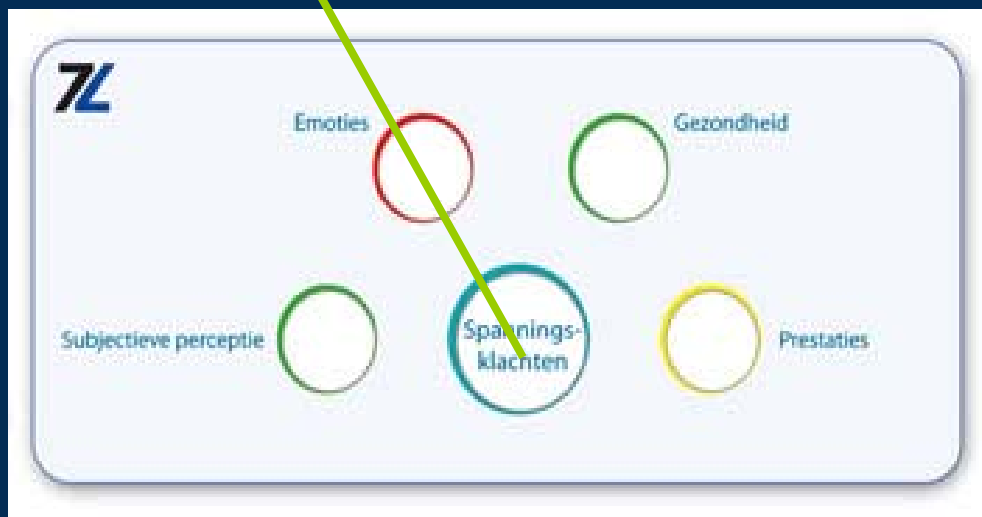 7L
Emoties
Gezondheid
Subjectieve perceptie
Spannings-
klachten
Prestaties